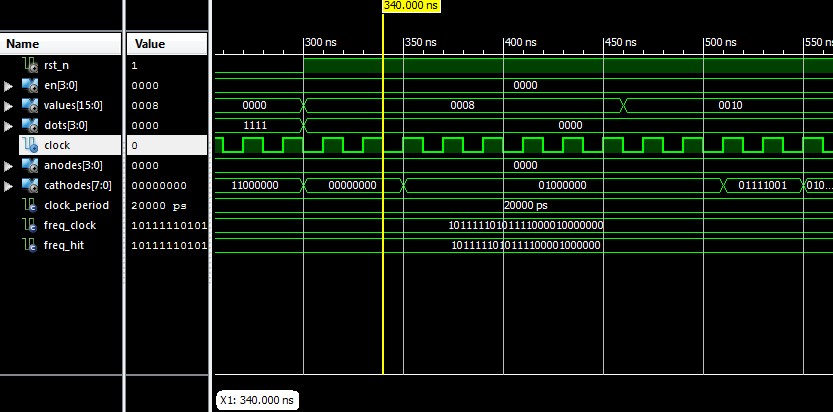 340.000 ns
Name Value 300 ns 350 ns 400 ns 450 ns 500 ns 550 ns
rst_n 1
en[3:0] 0000 0000
values[15:0] 0008 0000 0008 0010
dots[3:0] 0000 1111 0000
clock 0
anodes[3:0] 0000 0000
cathodes[7:0] 00000000 11000000 00000000 01000000 01111001 010...
clock_period 20000 ps 20000 ps
freq_clock 10111110101 10111110101111000010000000
freq_hit 10111110101 1011111010111100001000000
X1: 340.000 ns